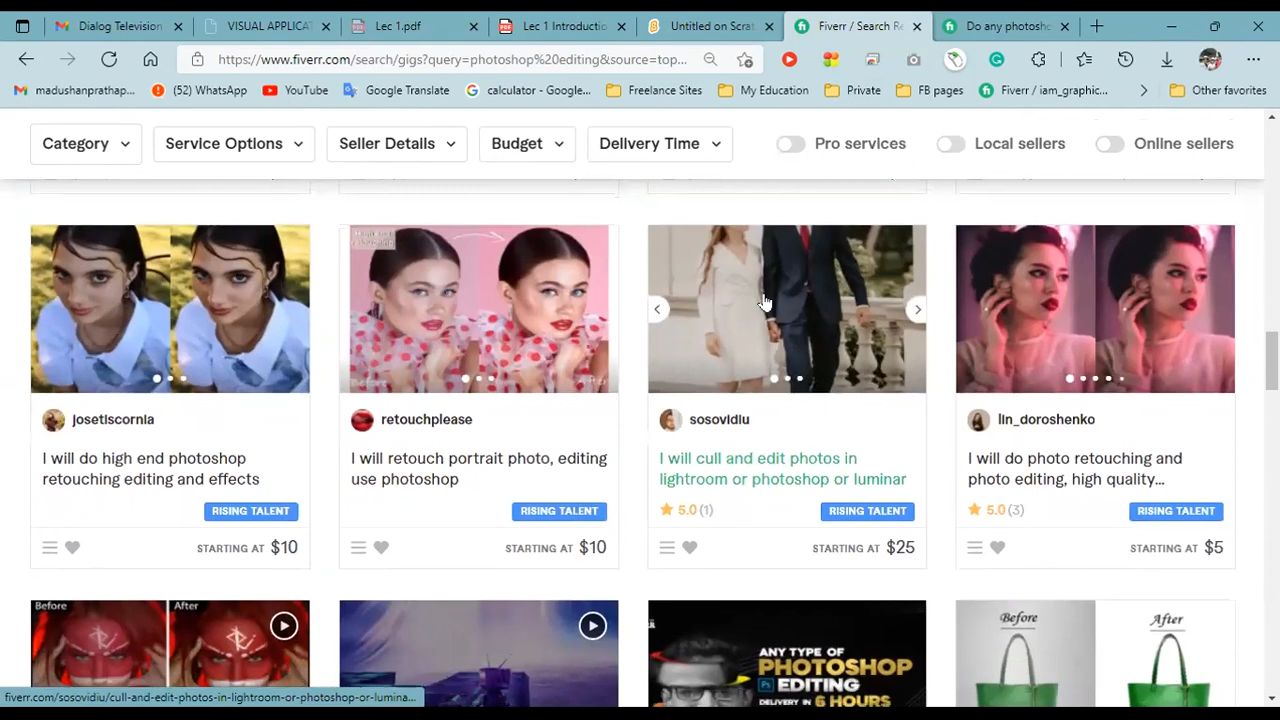 Dialog Television
VISUAL APPLICAT
Lec 1.pdf
Lec 1 Introductio
Untitled on Scrat
Fiverr / Search Re
Do any photosho
https://www.fiverr.com/search/gigs?query=photoshop%20editing&source=top...
madushanprathap...
(52) WhatsApp
YouTube
Google Translate
calculator - Google...
Freelance Sites
My Education
Private
FB pages
Fiverr / iam_graphic...
Other favorites
Category
Service Options
Seller Details
Budget
Delivery Time
Pro services
Local sellers
Online sellers
Before
After
josetiscornia
retouchplease
sosovidiu
lin_doroshenko
I will do high end photoshop
retouching editing and effects
I will retouch portrait photo, editing
use photoshop
I will cull and edit photos in
lightroom or photoshop or luminar
I will do photo retouching and
photo editing, high quality...
RISING TALENT
RISING TALENT
5.0 (1)
RISING TALENT
5.0 (3)
RISING TALENT
STARTING AT $10
STARTING AT $10
STARTING AT $25
STARTING AT $5
Before
After
ANY TYPE OF
PHOTOSHOP
Ps EDITING
DELIVERY IN 6 HOURS
Before
After
fiverr.com/sosovidiu/cull-and-edit-photos-in-lightroom-or-photoshop-or-lumina...